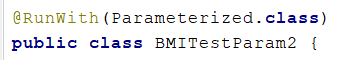 @RunWith(Parameterized.class)
public class BMITestParam2 {